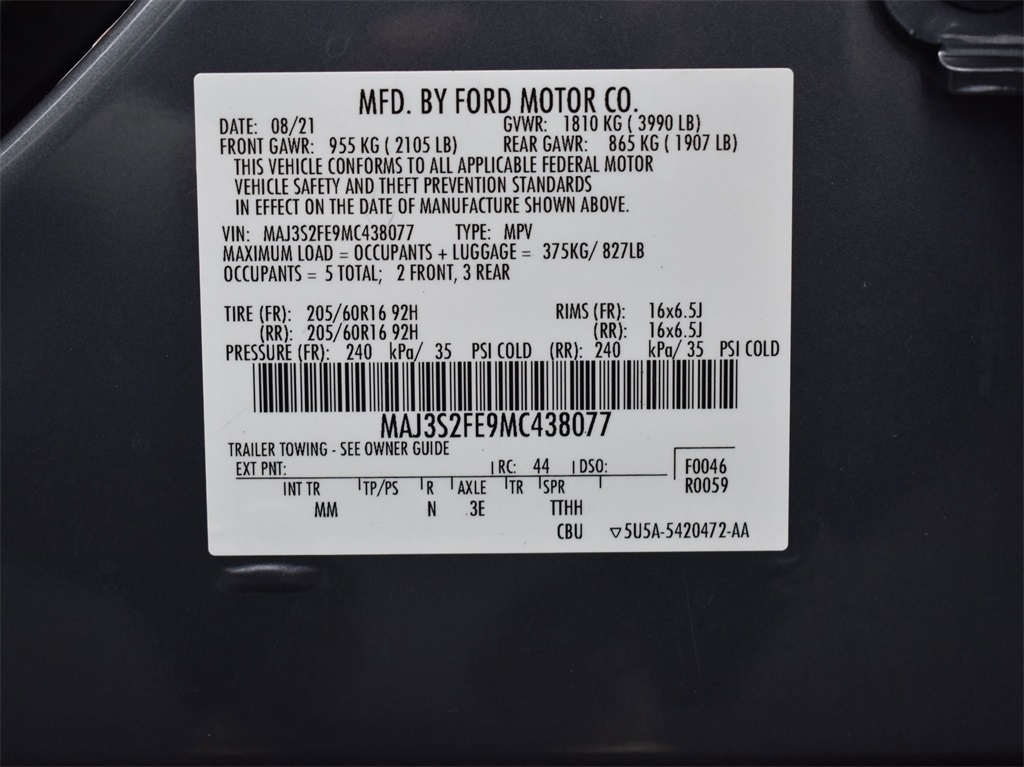 MFD. BY FORD MOTOR CO.
DATE: 08/21 GVWR: 1810 KG ( 3990 LB)
FRONT GAWR: 955 KG ( 2105 LB) REAR GAWR: 865 KG ( 1907 LB)
THIS VEHICLE CONFORMS TO ALL APPLICABLE FEDERAL MOTOR
VEHICLE SAFETY AND THEFT PREVENTION STANDARDS
IN EFFECT ON THE DATE OF MANUFACTURE SHOWN ABOVE.
VIN: MAJ3S2FE9MC438077 TYPE: MPV
MAXIMUM LOAD = OCCUPANTS + LUGGAGE = 375KG/ 827LB
OCCUPANTS = 5 TOTAL; 2 FRONT, 3 REAR
TIRE (FR): 205/60R16 92H RIMS (FR): 16x6.5J
(RR): 205/60R16 92H (RR): 16x6.5J
PRESSURE (FR): 240 kPa/ 35 PSI COLD (RR): 240 kPa/ 35 PSI COLD
MAJ3S2FE9MC438077
TRAILER TOWING - SEE OWNER GUIDE
EXT PNT: RC: 44 DSO: F0046
INT TR TP/PS R AXLE TR SPR R0059
MM N 3E TTHH
CBU ▽5U5A-5420472-AA